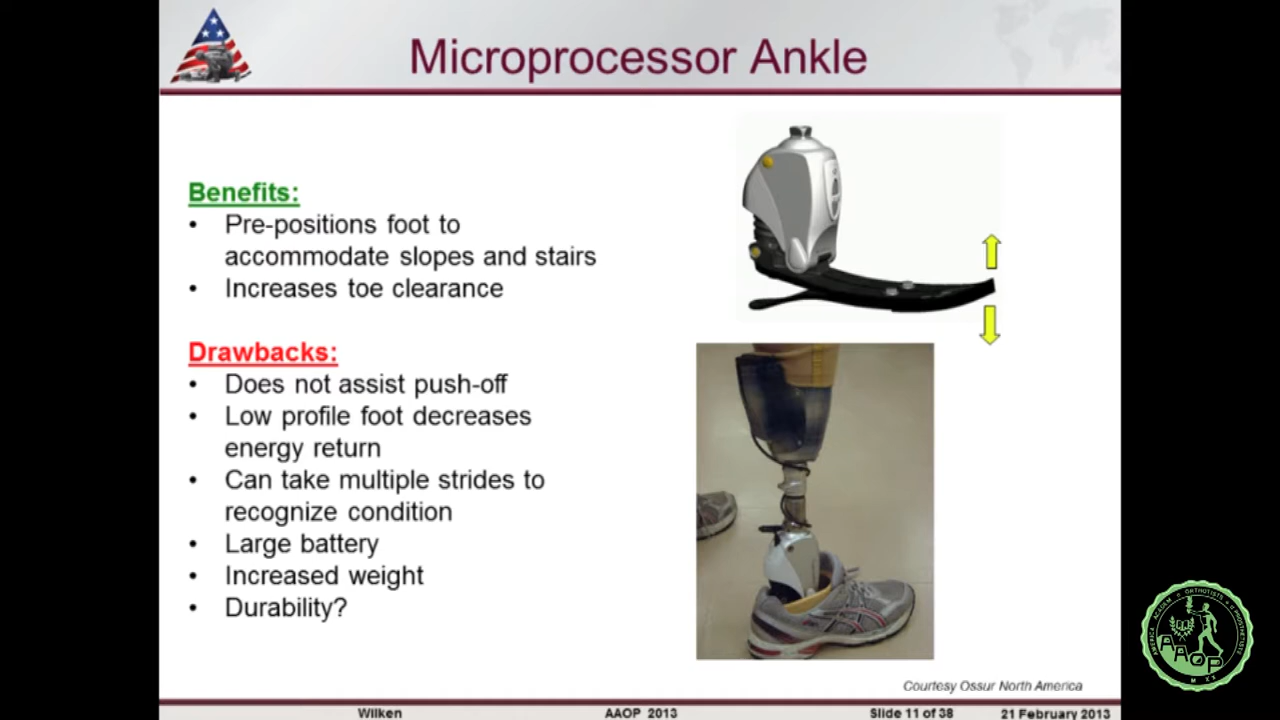 Microprocessor Ankle
Benefits:
• Pre-positions foot to
accommodate slopes and stairs
• Increases toe clearance
Drawbacks:
• Does not assist push-off
• Low profile foot decreases
energy return
• Can take multiple strides to
recognize condition
• Large battery
• Increased weight
• Durability?
Courtesy Ossur North America
Wilken
AAOP 2013
Slide 11 of 38
21 February 2013
AAOP